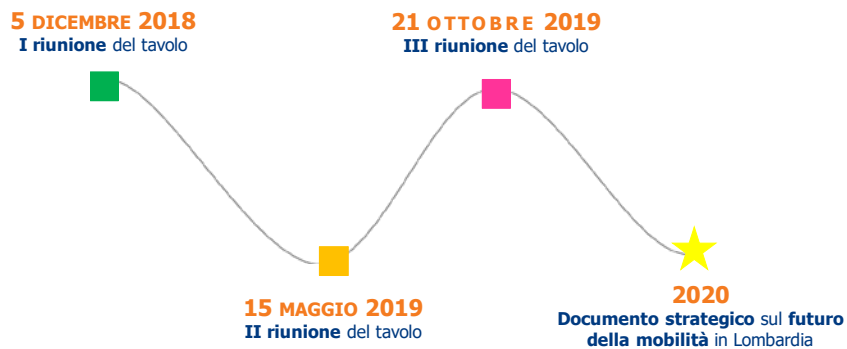 5 DICEMBRE 2018
I riunione del tavolo
21 OTTOBRE 2019
III riunione del tavolo
15 MAGGIO 2019
II riunione del tavolo
2020
Documento strategico sul futuro
della mobilità in Lombardia